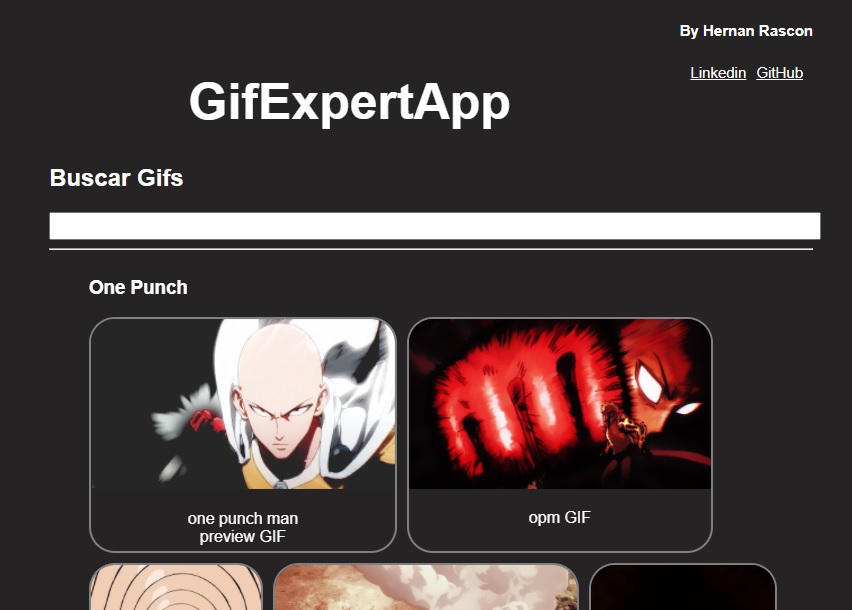 By Hernan Rascon
Linkedin GitHub
GifExpertApp
Buscar Gifs
One Punch
one punch man
preview GIF
opm GIF